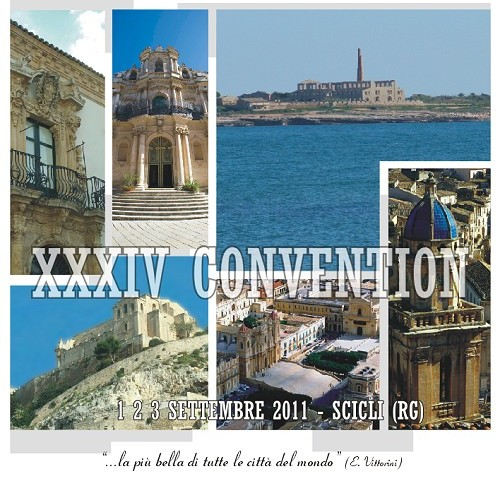 XXXIV CONVENTION
1 2 3 SETTEMBRE 2011 - SCICLI (RG)
"...la più bella di tutte le città del mondo" (E. Vittorini)